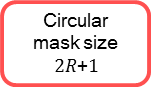 Circular
mask size
2R+1